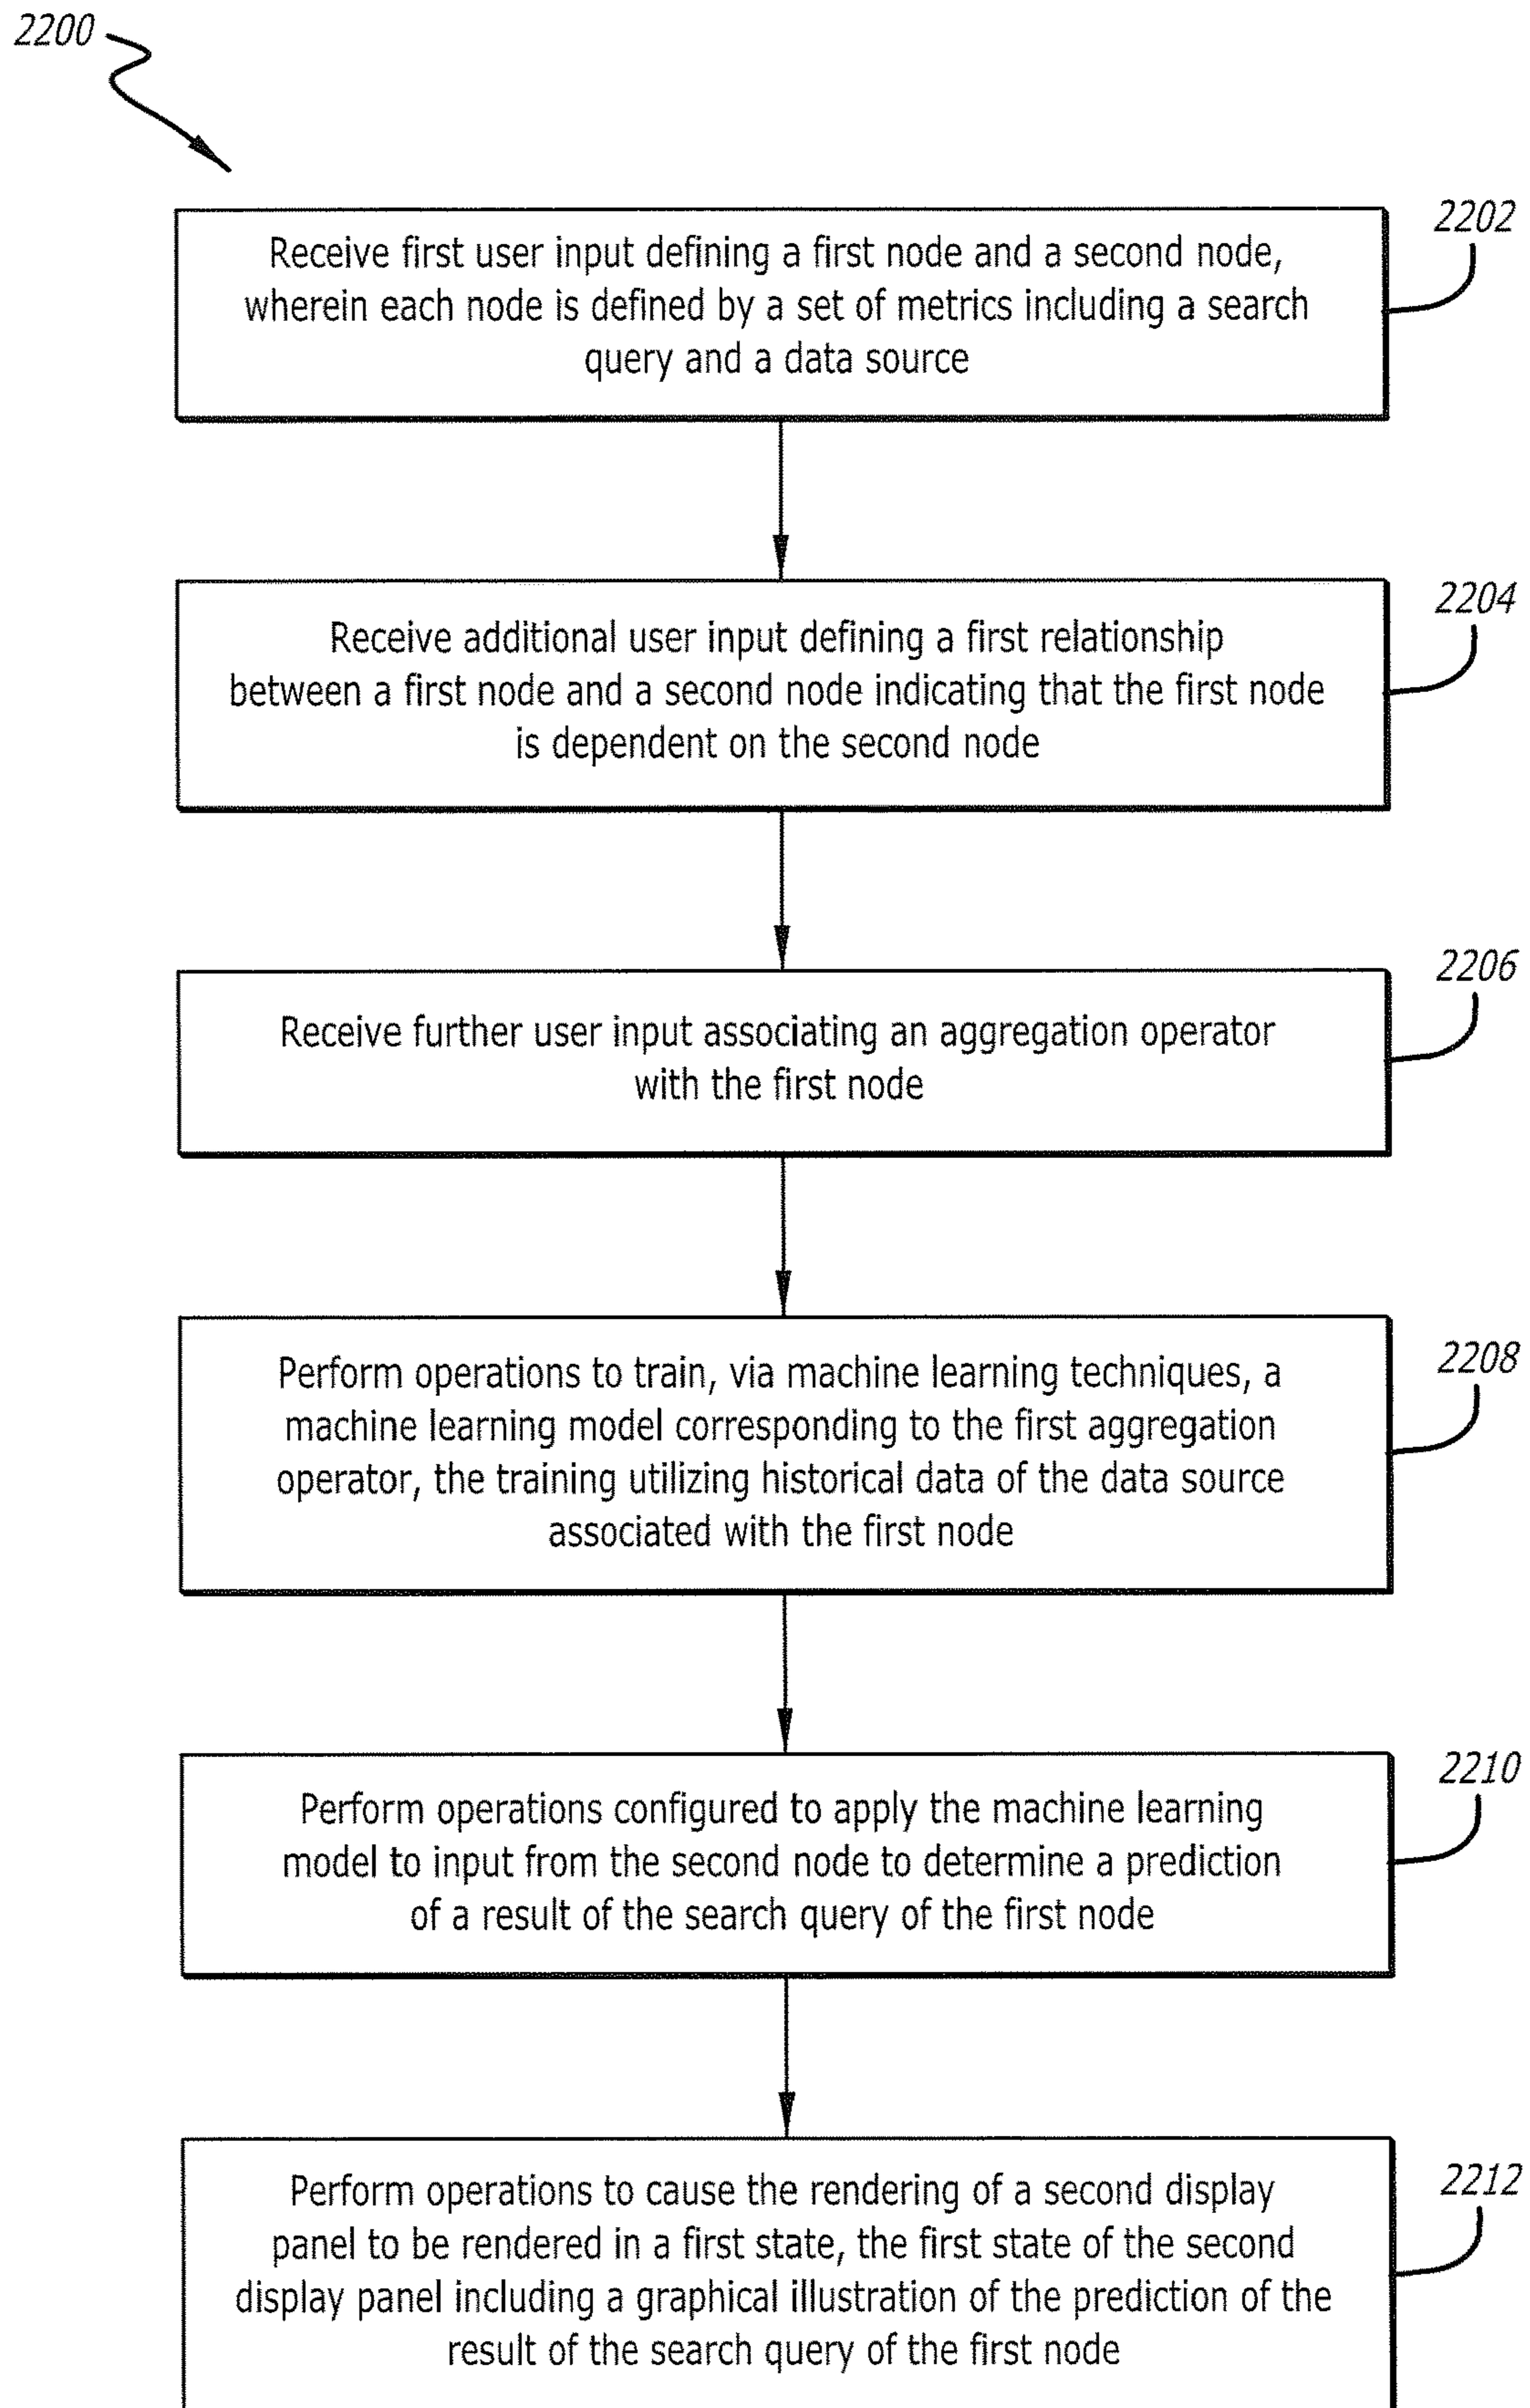 2200
Receive first user input defining a first node and a second node,
wherein each node is defined by a set of metrics including a search
query and a data source
2202
Receive additional user input defining a first relationship
between a first node and a second node indicating that the first node
is dependent on the second node
2204
Receive further user input associating an aggregation operator
with the first node
2206
Perform operations to train, via machine learning techniques, a
machine learning model corresponding to the first aggregation
operator, the training utilizing historical data of the data source
associated with the first node
2208
Perform operations configured to apply the machine learning
model to input from the second node to determine a prediction
of a result of the search query of the first node
2210
Perform operations to cause the rendering of a second display
panel to be rendered in a first state, the first state of the second
display panel including a graphical illustration of the prediction of the
result of the search query of the first node
2212